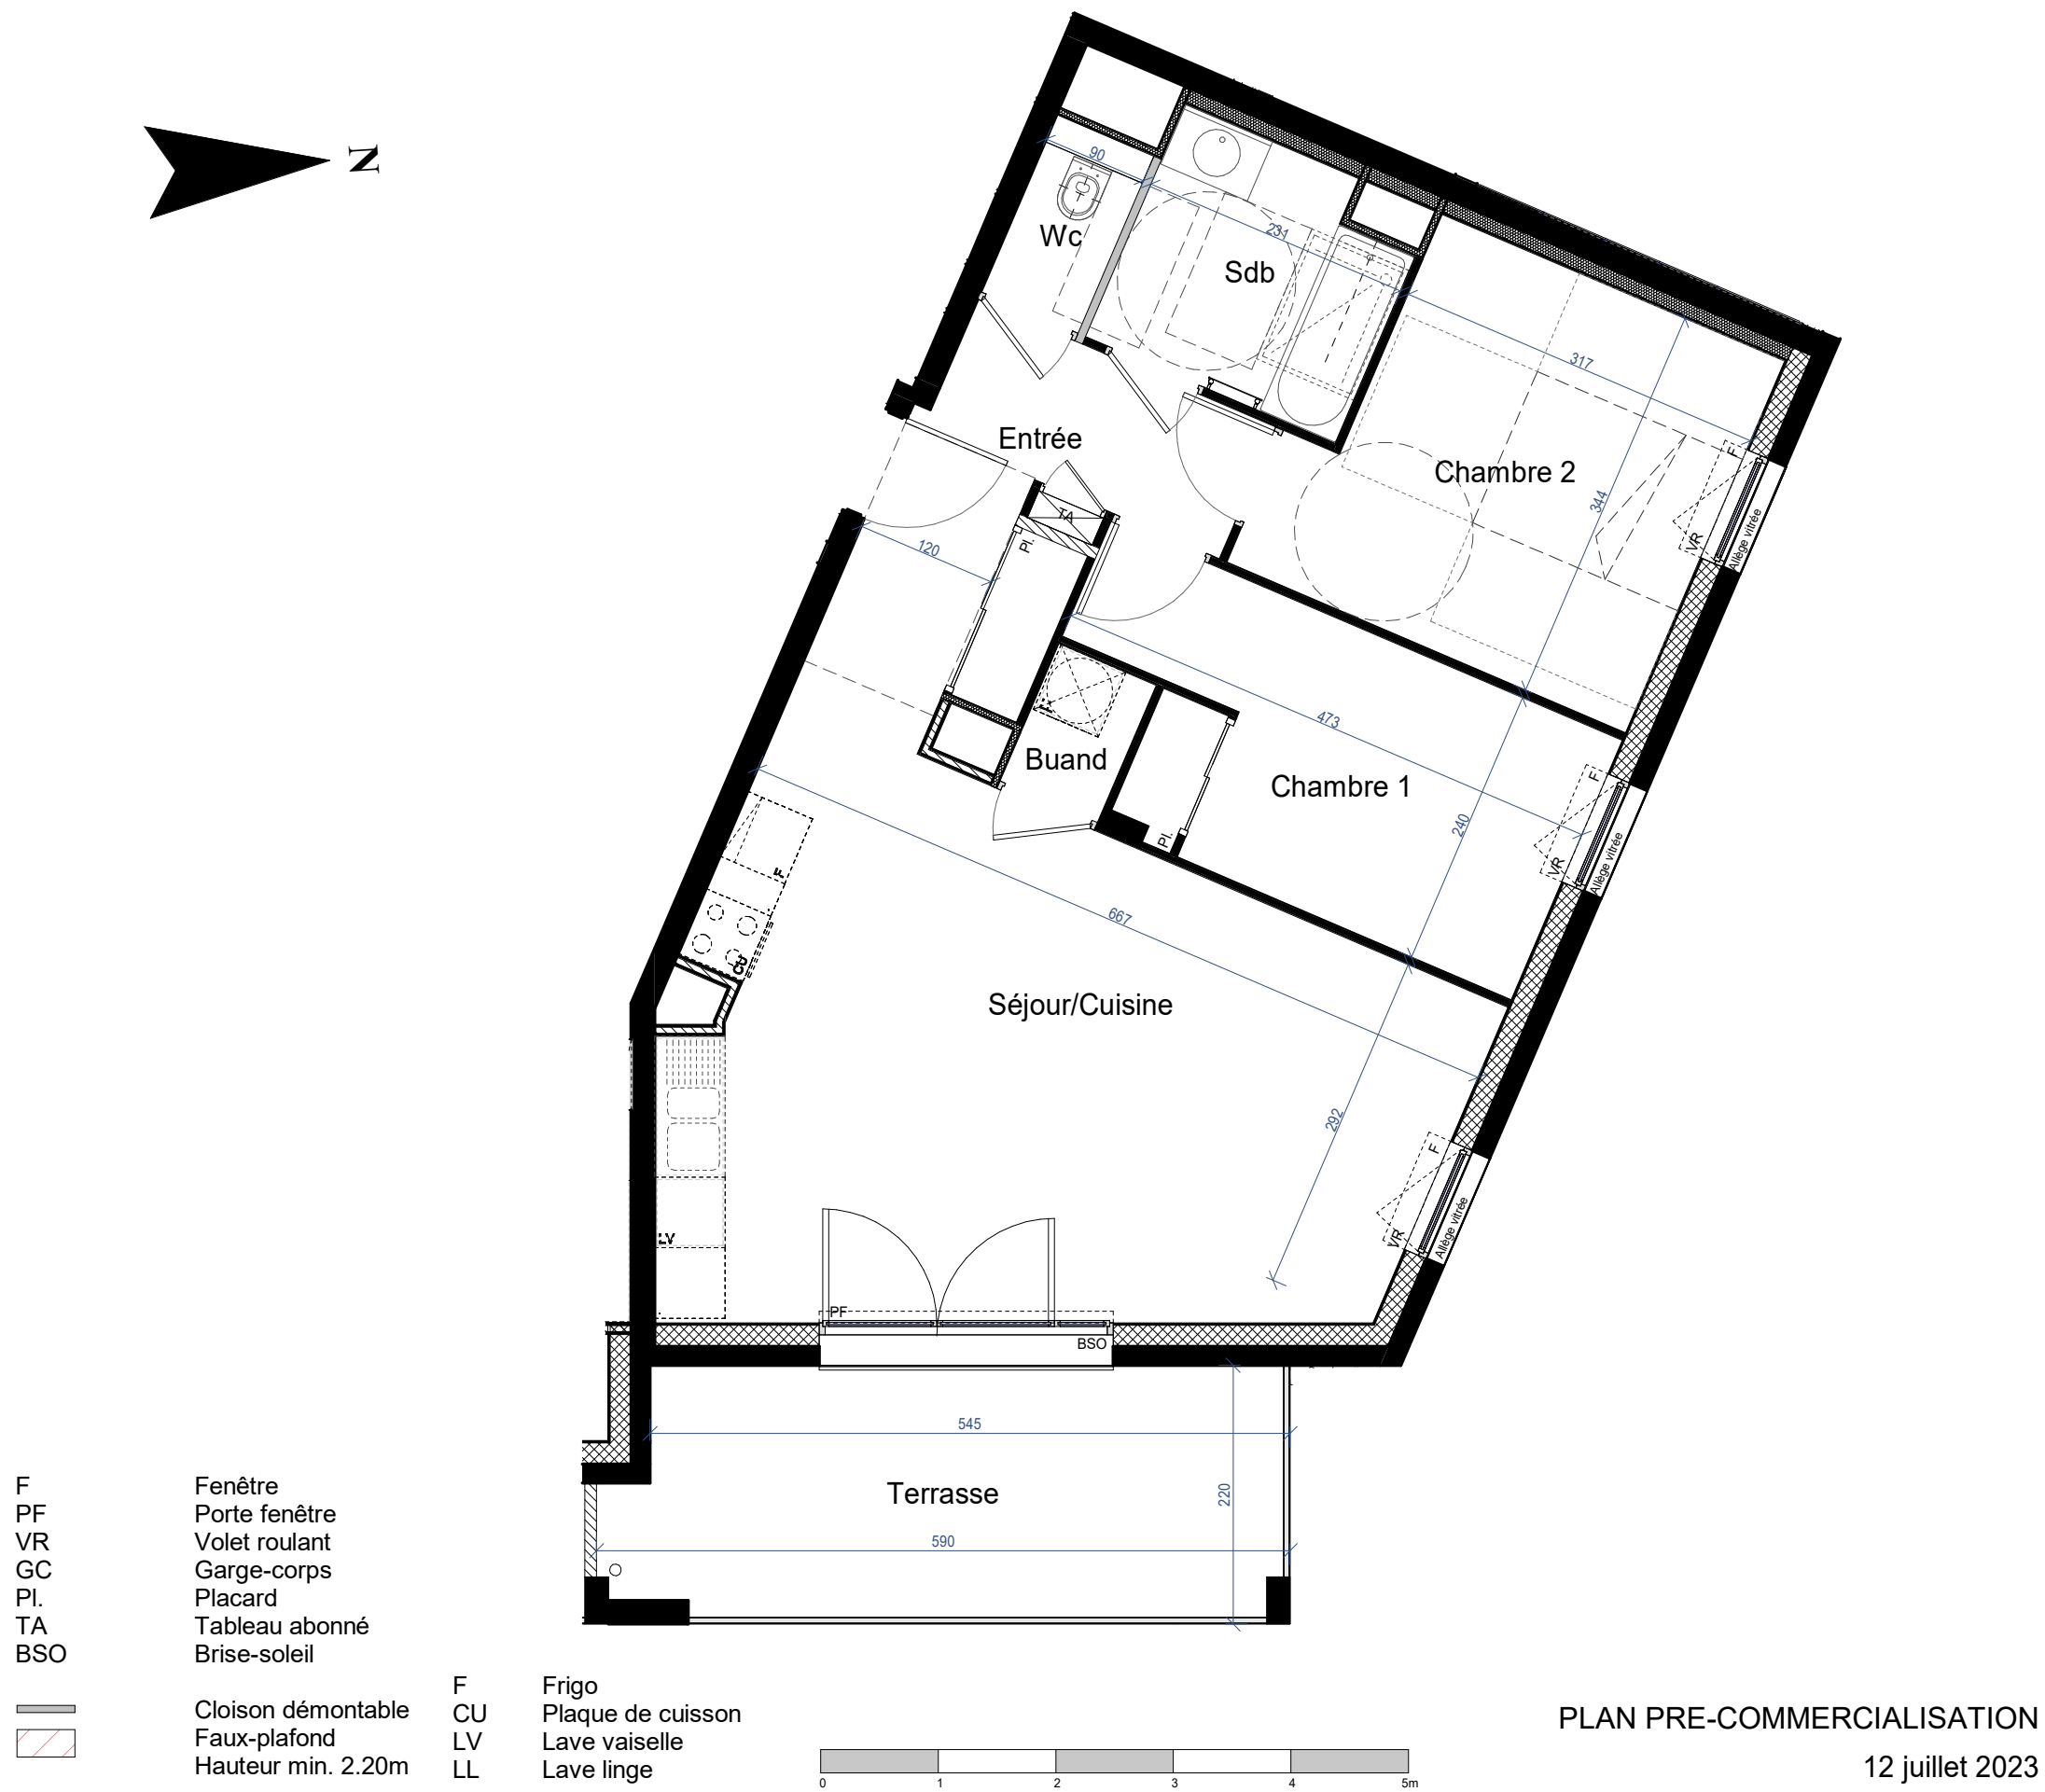 N
90
Wc
231
Sdb
317
Entrée
Chambre 2
F
344
VR
Allège vitrée
TA
Pl.
120
473
Buand
Chambre 1
F
240
VR
Allège vitrée
Pl.
F
667
CU
Séjour/Cuisine
292
F
VR
Allège vitrée
LV
PF
BSO
545
Terrasse
220
590
F Fenêtre
PF Porte fenêtre
VR Volet roulant
GC Garge-corps
Pl. Placard
TA Tableau abonné
BSO Brise-soleil
Cloison démontable
Faux-plafond
Hauteur min. 2.20m
F Frigo
CU Plaque de cuisson
LV Lave vaiselle
LL Lave linge
0 1 2 3 4 5m
PLAN PRE-COMMERCIALISATION
12 juillet 2023